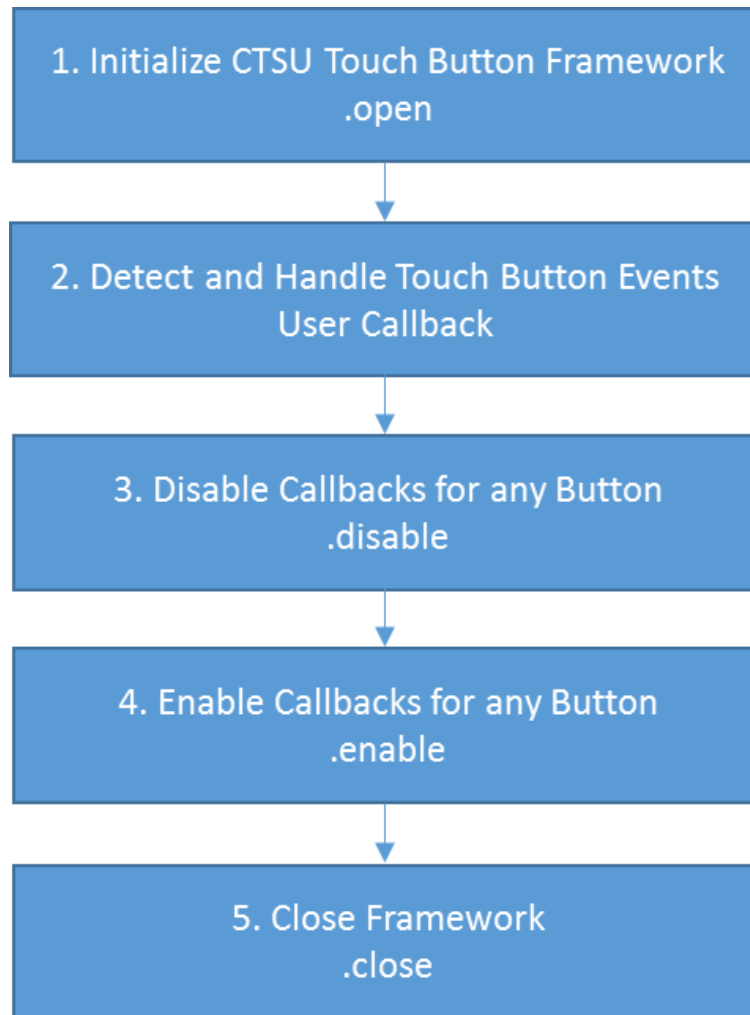 1. Initialize CTSU Touch Button Framework
.open
2. Detect and Handle Touch Button Events
User Callback
3. Disable Callbacks for any Button
.disable
4. Enable Callbacks for any Button
.enable
5. Close Framework
.close